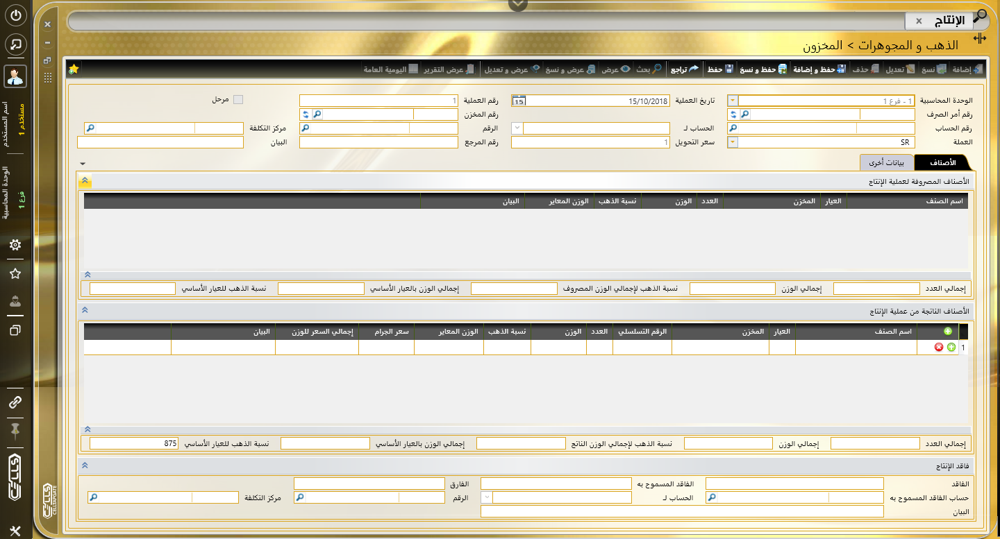 الإنتاج
الذهب و المجوهرات > المخزون
إضافة نسخ تعديل حذف حفظ و إضافة حفظ و نسخ حفظ تراجع بحث عرض عرض و نسخ عرض و تعديل عرض التقرير اليومية العامة
الوحدة المحاسبية 1 - فرع 1 تاريخ العملية 15/10/2018 15 رقم العملية 1 مرحل
رقم أمر الصرف رقم المخزن
رقم الحساب الحساب لـ الرقم مركز التكلفة
العملة SR سعر التحويل 1 رقم المرجع البيان
الأصناف بيانات أخرى
الأصناف المصروفة لعملية الإنتاج
اسم الصنف العيار المخزن العدد الوزن نسبة الذهب الوزن المعاير البيان
إجمالي العدد إجمالي الوزن نسبة الذهب لإجمالي الوزن المصروف إجمالي الوزن بالعيار الأساسي نسبة الذهب للعيار الأساسي
الأصناف الناتجة من عملية الإنتاج
اسم الصنف العيار المخزن الرقم التسلسلي العدد الوزن نسبة الذهب الوزن المعاير سعر الجرام إجمالي السعر للوزن البيان
1
إجمالي العدد إجمالي الوزن نسبة الذهب لإجمالي الوزن الناتج إجمالي الوزن بالعيار الأساسي نسبة الذهب للعيار الأساسي 875
فاقد الإنتاج
الفاقد الفاقد المسموح به الفارق
حساب الفاقد المسموح به الحساب لـ الرقم مركز التكلفة
البيان
اسم المستخدم
مستخدم 1
الوحدة المحاسبية
فرع 1
CELLS
CELLS
CELLTAPGATE